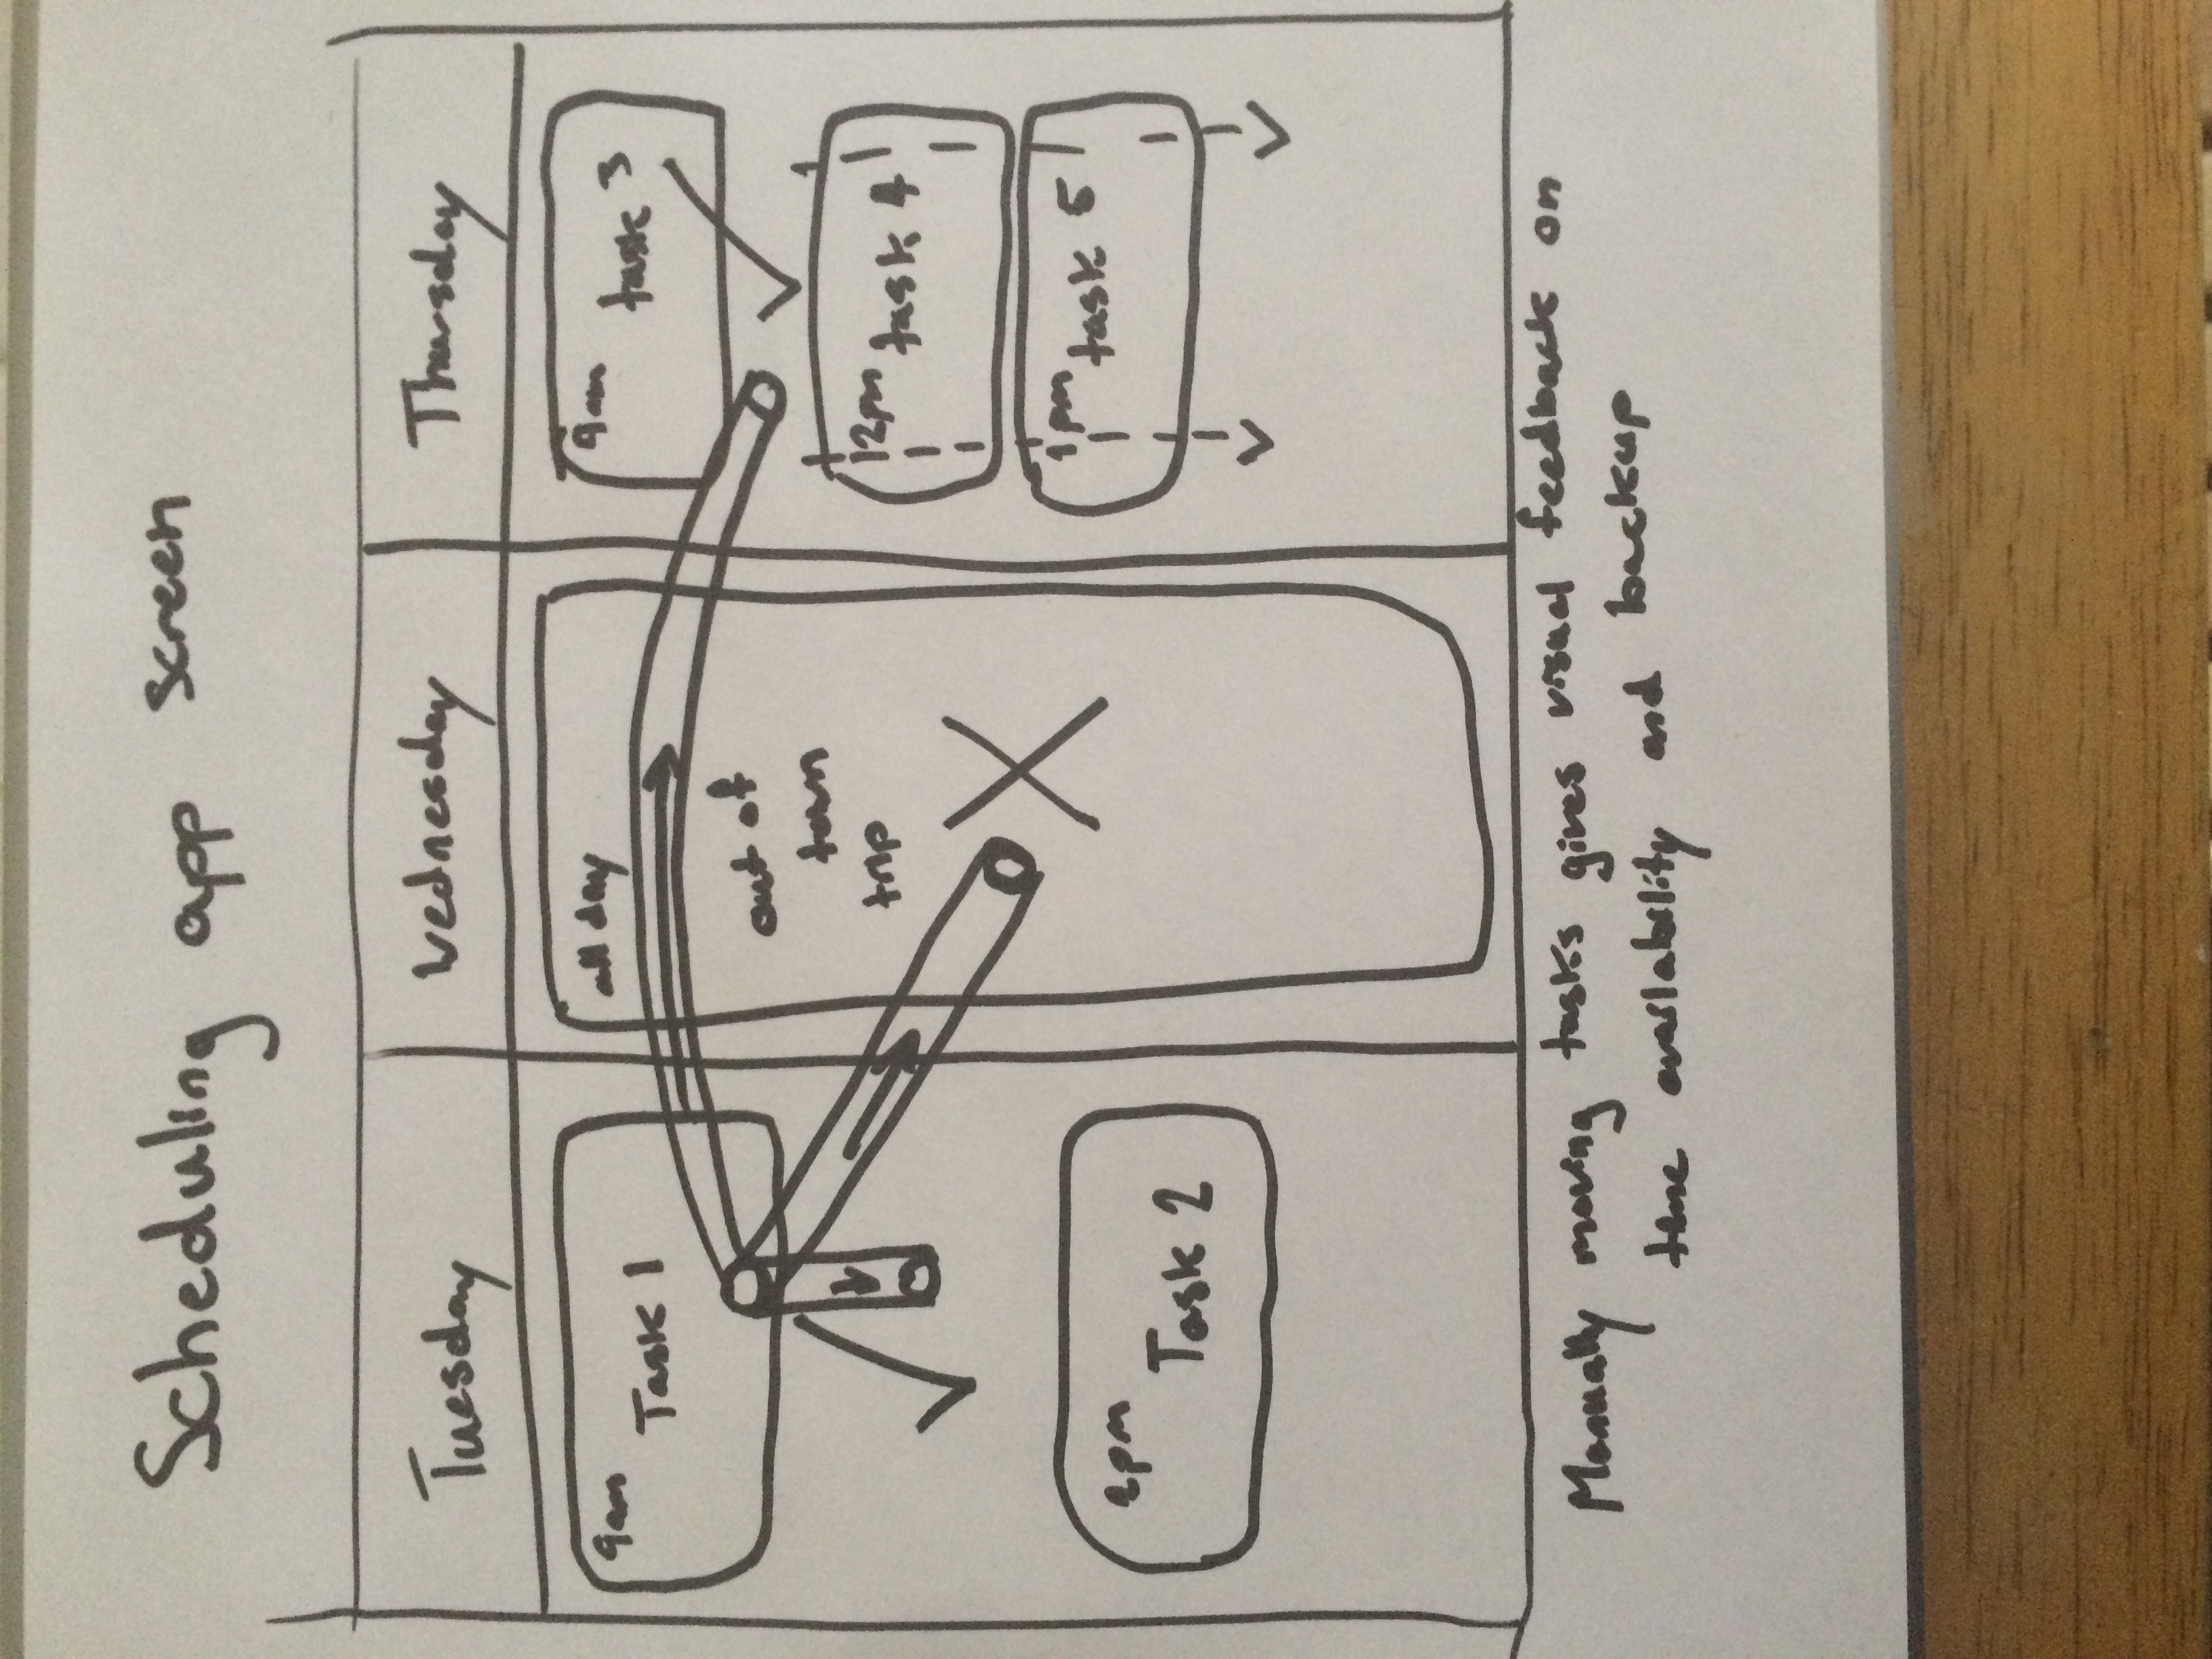 Scheduling app screen
Tuesday Wednesday Thursday
9am
Task 1
2pm
Task 2
all day
out of
town
trip
9am
task 3
12pm
task 4
1pm
task 5
Manually moving tasks gives visual feedback on
time availability and backup